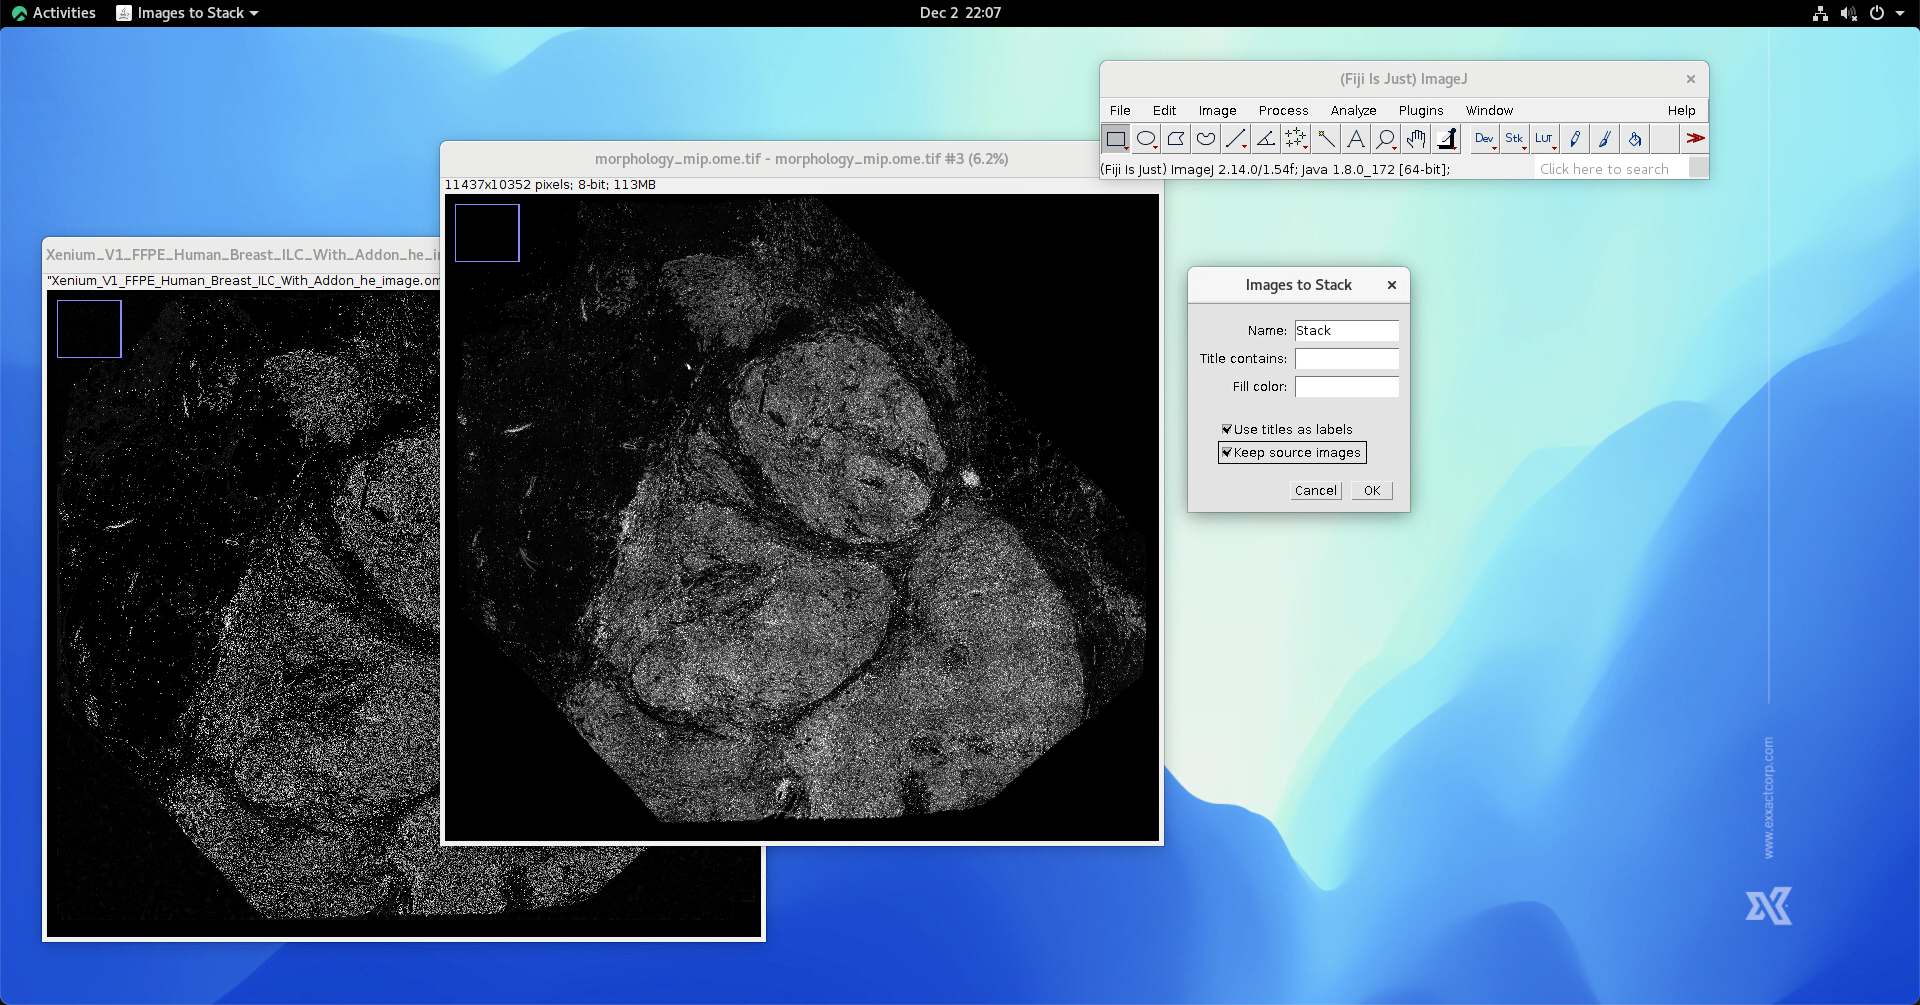 Activities
Images to Stack
Dec 2 22:07
(Fiji Is Just) ImageJ
File Edit Image Process Analyze Plugins Window Help
Dev Stk LUT
(Fiji Is Just) ImageJ 2.14.0/1.54f; Java 1.8.0_172 [64-bit];
Click here to search
morphology_mip.ome.tif - morphology_mip.ome.tif #3 (6.2%)
11437x10352 pixels; 8-bit; 113MB
Xenium_V1_FFPE_Human_Breast_ILC_With_Addon_he_i
"Xenium_V1_FFPE_Human_Breast_ILC_With_Addon_he_image.om
Images to Stack
Name: Stack
Title contains:
Fill color:
Use titles as labels
Keep source images
Cancel OK
www.exxactcorp.com